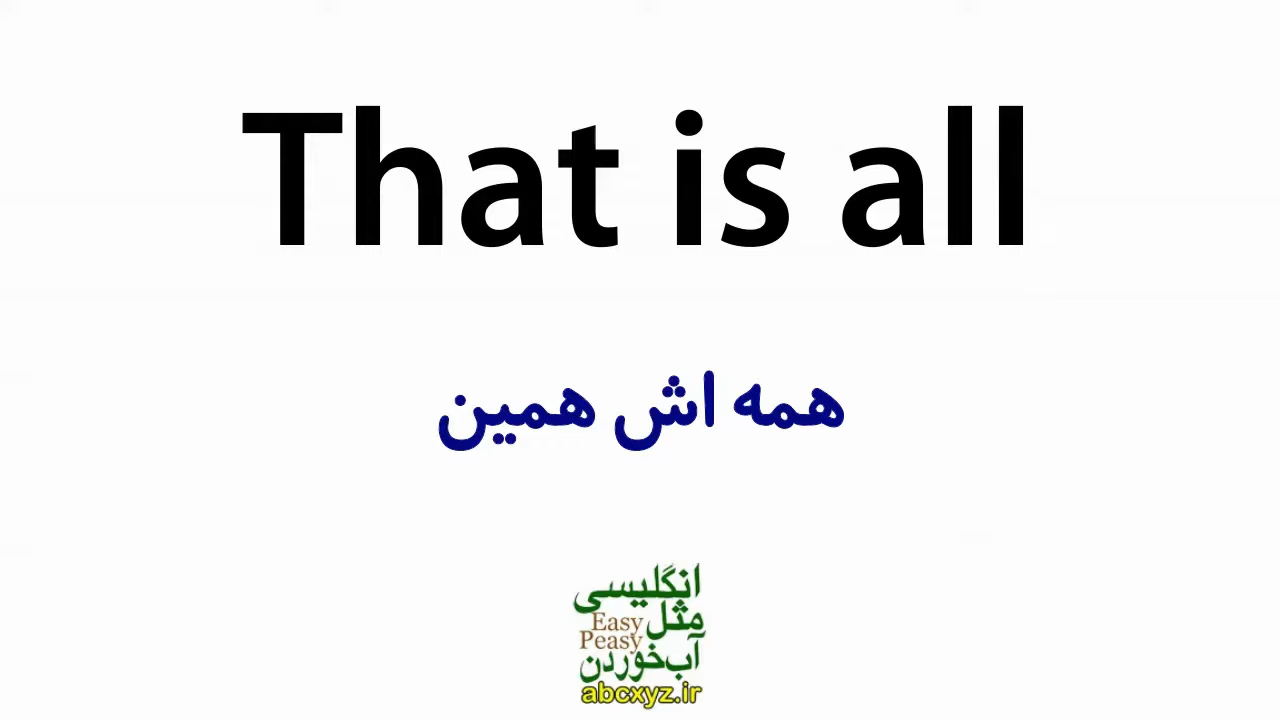 That is all
همه اش همین
انگلیسی
مثل Easy
Peasy
آب‌خوردن
abcxyz.ir